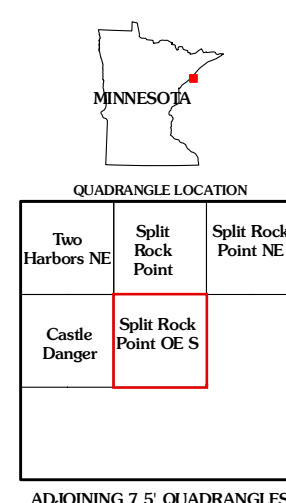 MINNESOTA
QUADRANGLE LOCATION
Two
Harbors NE
Split
Rock
Point
Split Rock
Point NE
Castle
Danger
Split Rock
Point OE S
ADJOINING 7.5' QUADRANGLES